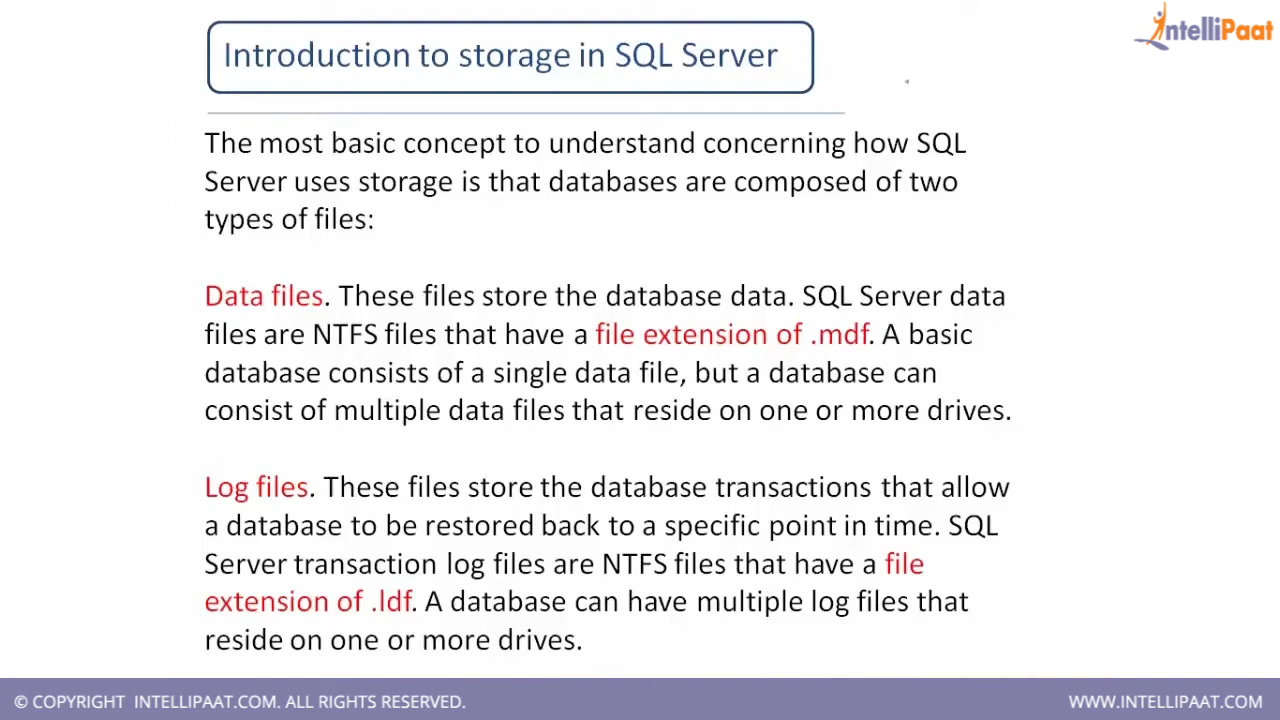 IntelliPaat
Introduction to storage in SQL Server
The most basic concept to understand concerning how SQL
Server uses storage is that databases are composed of two
types of files:
Data files. These files store the database data. SQL Server data
files are NTFS files that have a file extension of .mdf. A basic
database consists of a single data file, but a database can
consist of multiple data files that reside on one or more drives.
Log files. These files store the database transactions that allow
a database to be restored back to a specific point in time. SQL
Server transaction log files are NTFS files that have a file
extension of .ldf. A database can have multiple log files that
reside on one or more drives.
© COPYRIGHT INTELLIPAAT.COM. ALL RIGHTS RESERVED.
WWW.INTELLIPAAT.COM